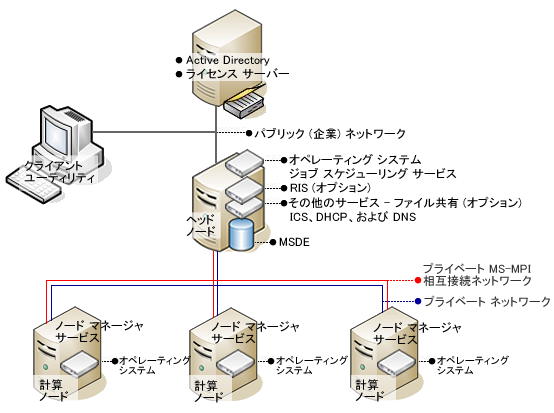 ● Active Directory
● ライセンス サーバー
パブリック (企業) ネットワーク
クライアント
ユーティリティ
オペレーティング システム
ジョブ スケジューリング サービス
RIS (オプション)
その他のサービス - ファイル共有 (オプション)
ICS、DHCP、および DNS
ヘッド
ノード
MSDE
プライベート MS-MPI
相互接続ネットワーク
プライベート ネットワーク
ノード マネージャ
サービス
オペレーティング
システム
計算
ノード
ノード マネージャ
サービス
オペレーティング
システム
計算
ノード
ノード マネージャ
サービス
オペレーティング
システム
計算
ノード